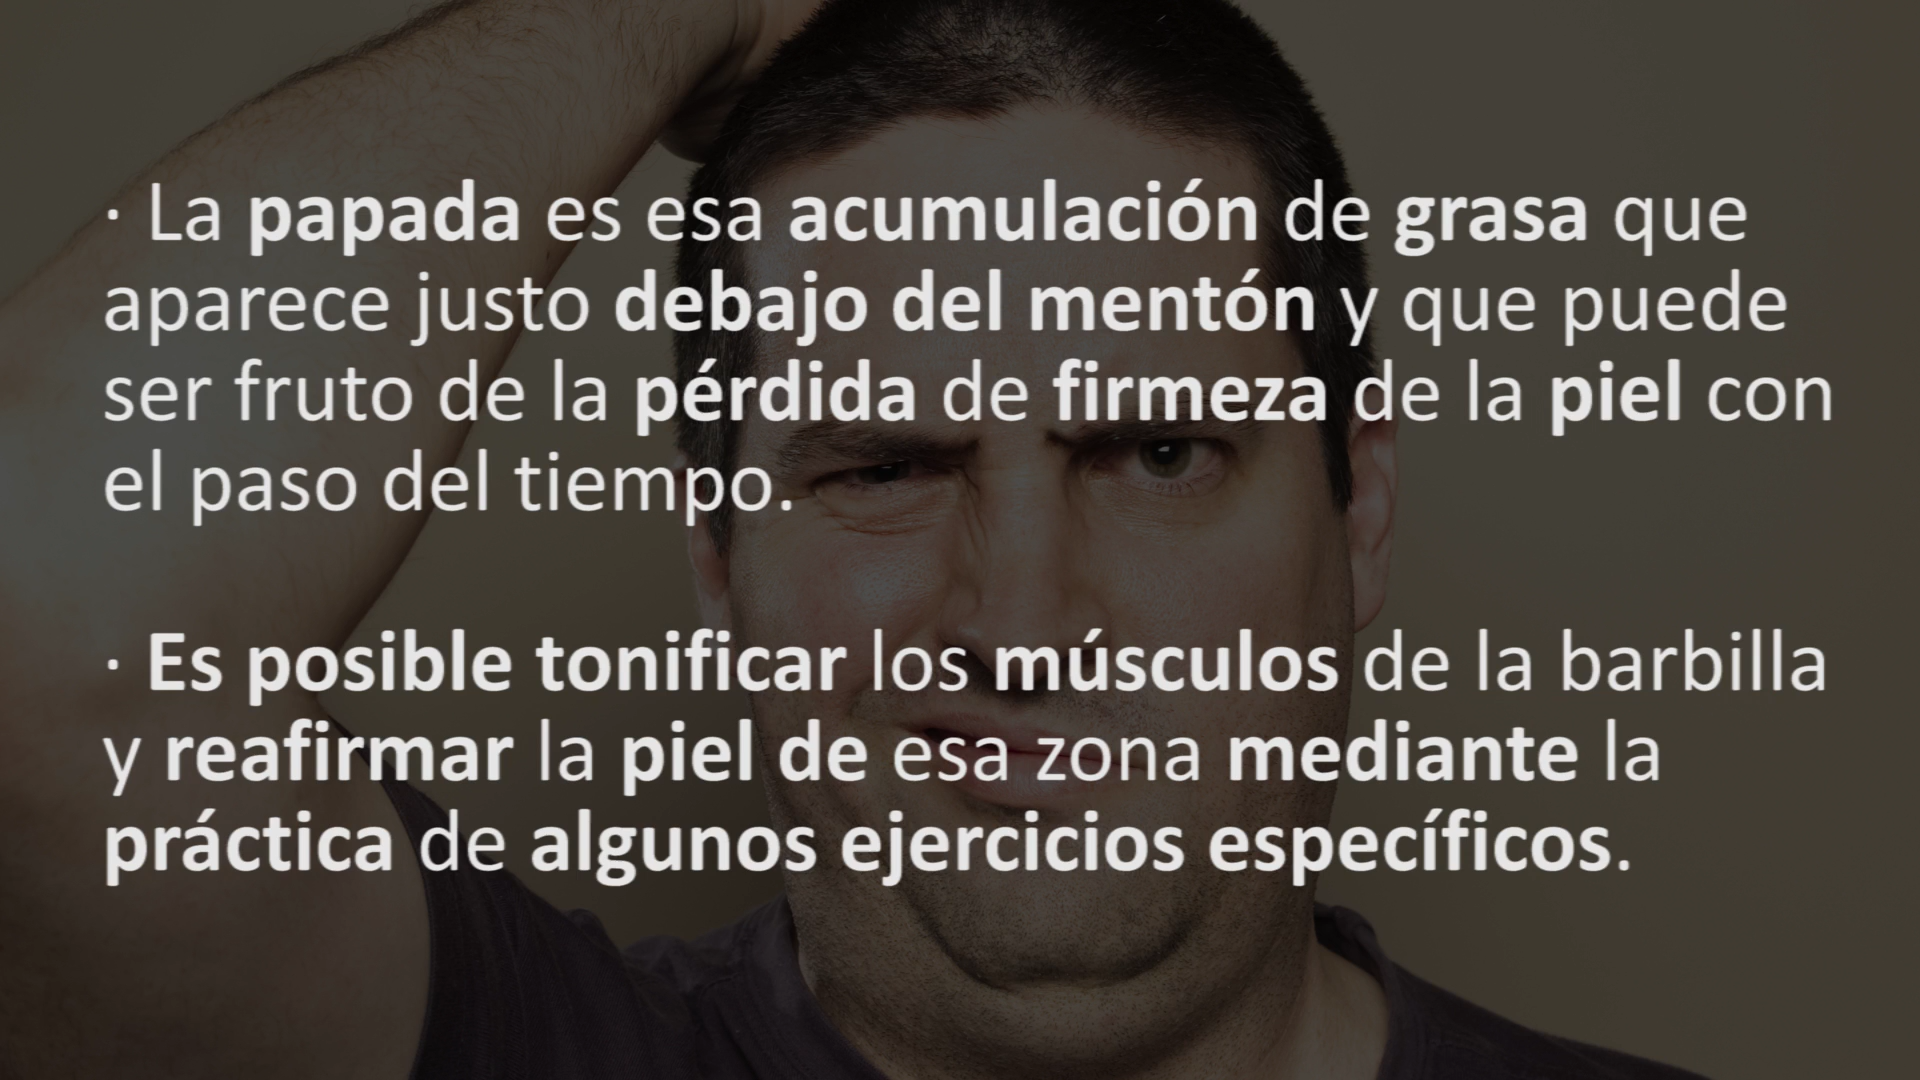 · La papada es esa acumulación de grasa que
aparece justo debajo del mentón y que puede
ser fruto de la pérdida de firmeza de la piel con
el paso del tiempo.
· Es posible tonificar los músculos de la barbilla
y reafirmar la piel de esa zona mediante la
práctica de algunos ejercicios específicos.